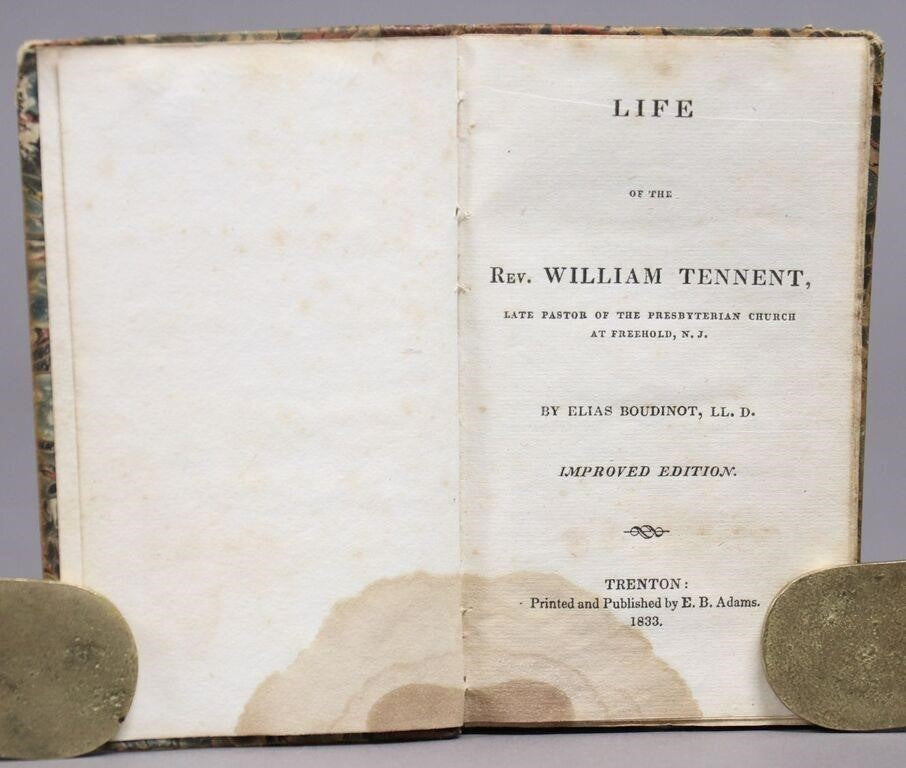 LIFE
OF THE
REV. WILLIAM TENNENT,
LATE PASTOR OF THE PRESBYTERIAN CHURCH
AT FREEHOLD, N. J.
BY ELIAS BOUDINOT, LL. D.
IMPROVED EDITION.
TRENTON:
Printed and Published by E. B. Adams.
1833.